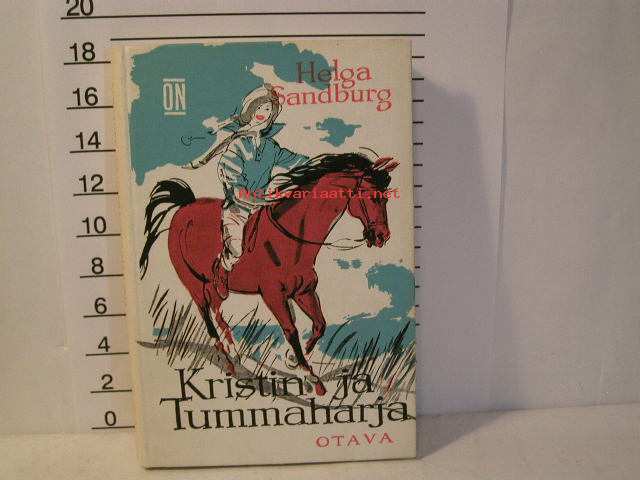 20
18
16
14
12
10
8
6
4
2
0
ON
Helga
Sandburg
Antikvariaatti.net
Kristin ja
Tummaharja
OTAVA